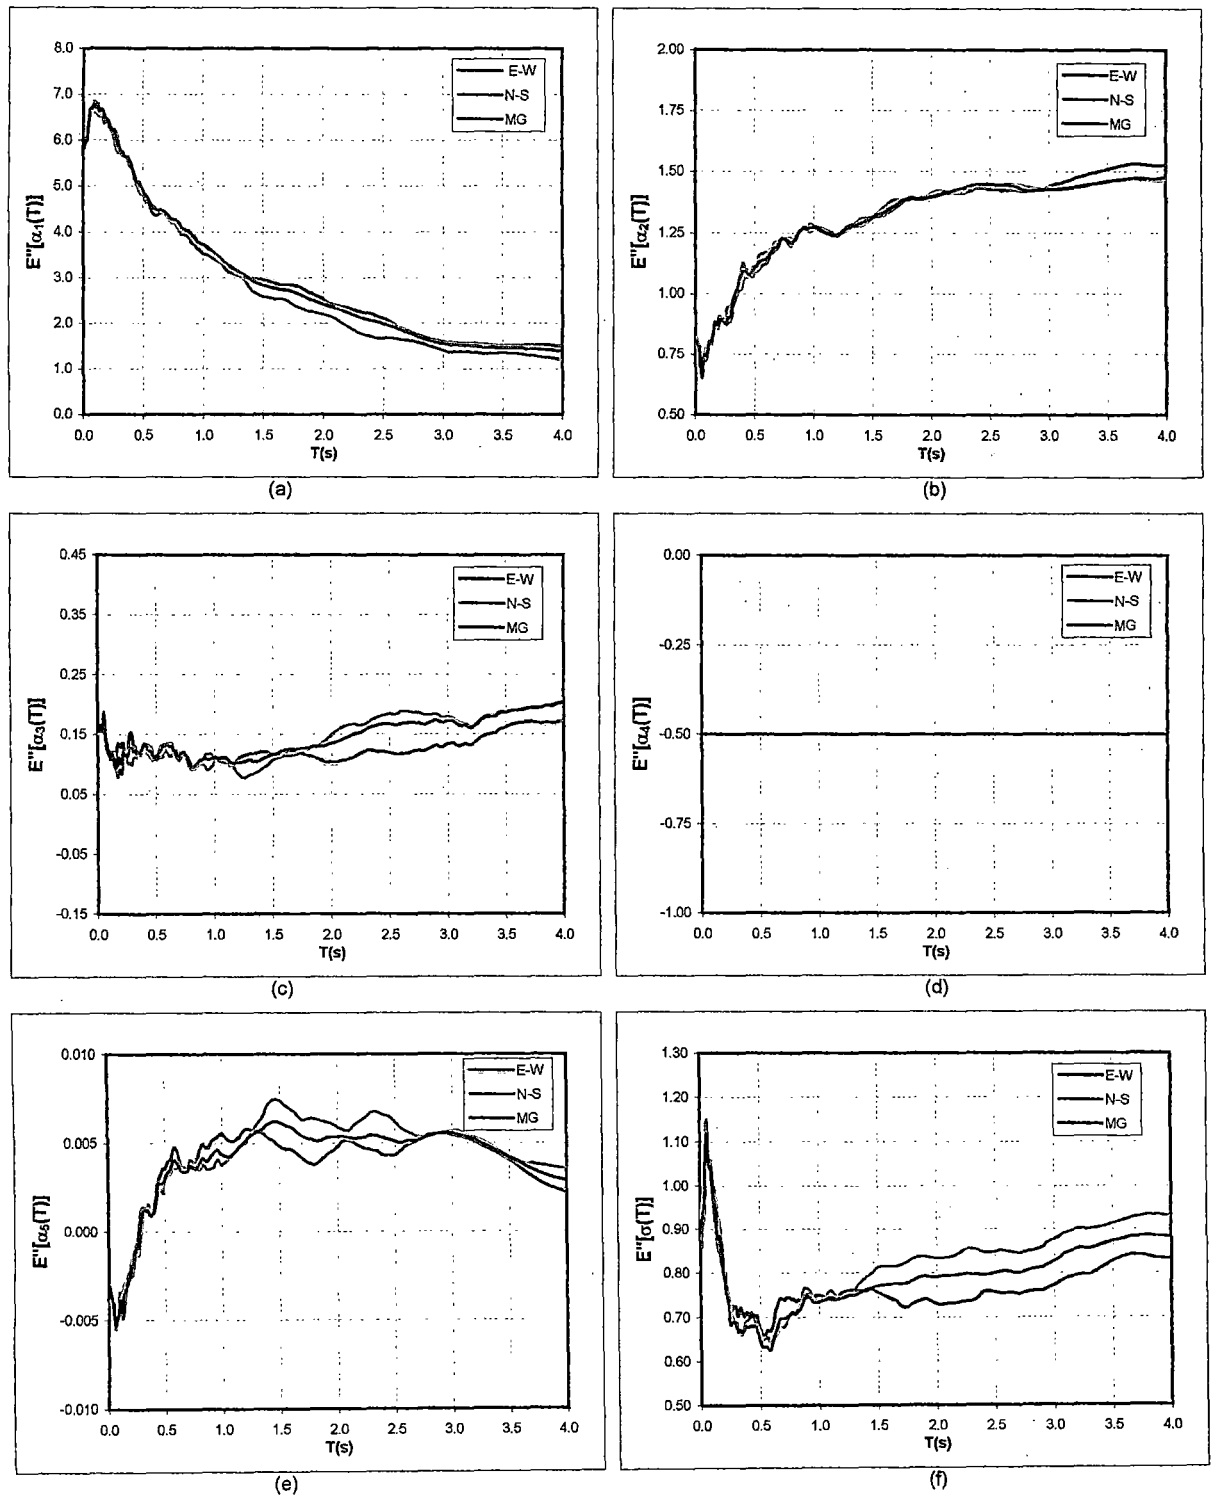 E"[α1(T)]
8.0
7.0
6.0
5.0
4.0
3.0
2.0
1.0
0.0
E-W
N-S
MG
0.0 0.5 1.0 1.5 2.0 2.5 3.0 3.5 4.0
T(s)
(a)
E"[α2(T)]
2.00
1.75
1.50
1.25
1.00
0.75
0.50
E-W
N-S
MG
0.0 0.5 1.0 1.5 2.0 2.5 3.0 3.5 4.0
T(s)
(b)
E"[α3(T)]
0.45
0.35
0.25
0.15
0.05
-0.05
-0.15
E-W
N-S
MG
0.0 0.5 1.0 1.5 2.0 2.5 3.0 3.5 4.0
T(s)
(c)
E"[α4(T)]
0.00
-0.25
-0.50
-0.75
-1.00
E-W
N-S
MG
0.0 0.5 1.0 1.5 2.0 2.5 3.0 3.5 4.0
T(s)
(d)
E"[α5(T)]
0.010
0.005
0.000
-0.005
-0.010
E-W
N-S
MG
0.0 0.5 1.0 1.5 2.0 2.5 3.0 3.5 4.0
T(s)
(e)
E"[σ(T)]
1.30
1.20
1.10
1.00
0.90
0.80
0.70
0.60
0.50
E-W
N-S
MG
0.0 0.5 1.0 1.5 2.0 2.5 3.0 3.5 4.0
T(s)
(f)